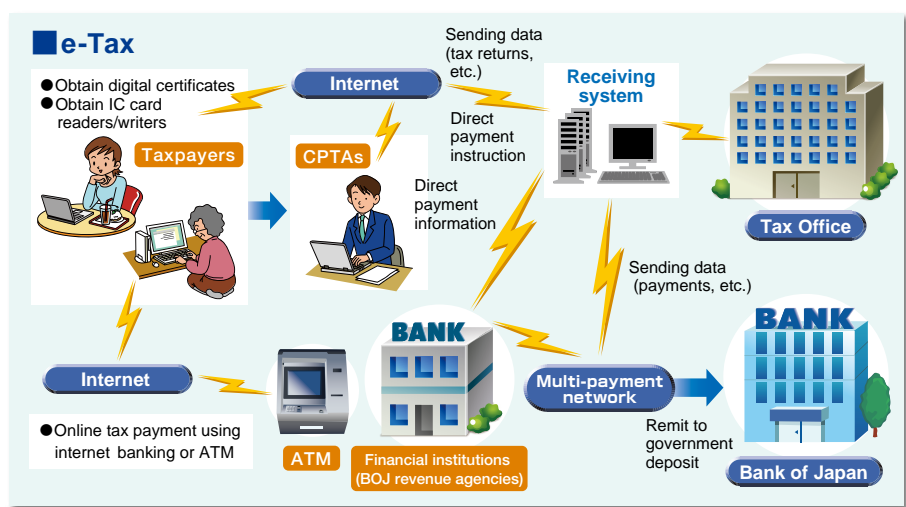 ■e-Tax
●Obtain digital certificates
●Obtain IC card
readers/writers
Taxpayers
Internet
CPTAs
Sending data
(tax returns,
etc.)
Direct
payment
instruction
Direct
payment
information
Receiving
system
Tax Office
Sending data
(payments, etc.)
Internet
●Online tax payment using
internet banking or ATM
ATM
BANK
Financial institutions
(BOJ revenue agencies)
Multi-payment
network
Remit to
government
deposit
BANK
Bank of Japan